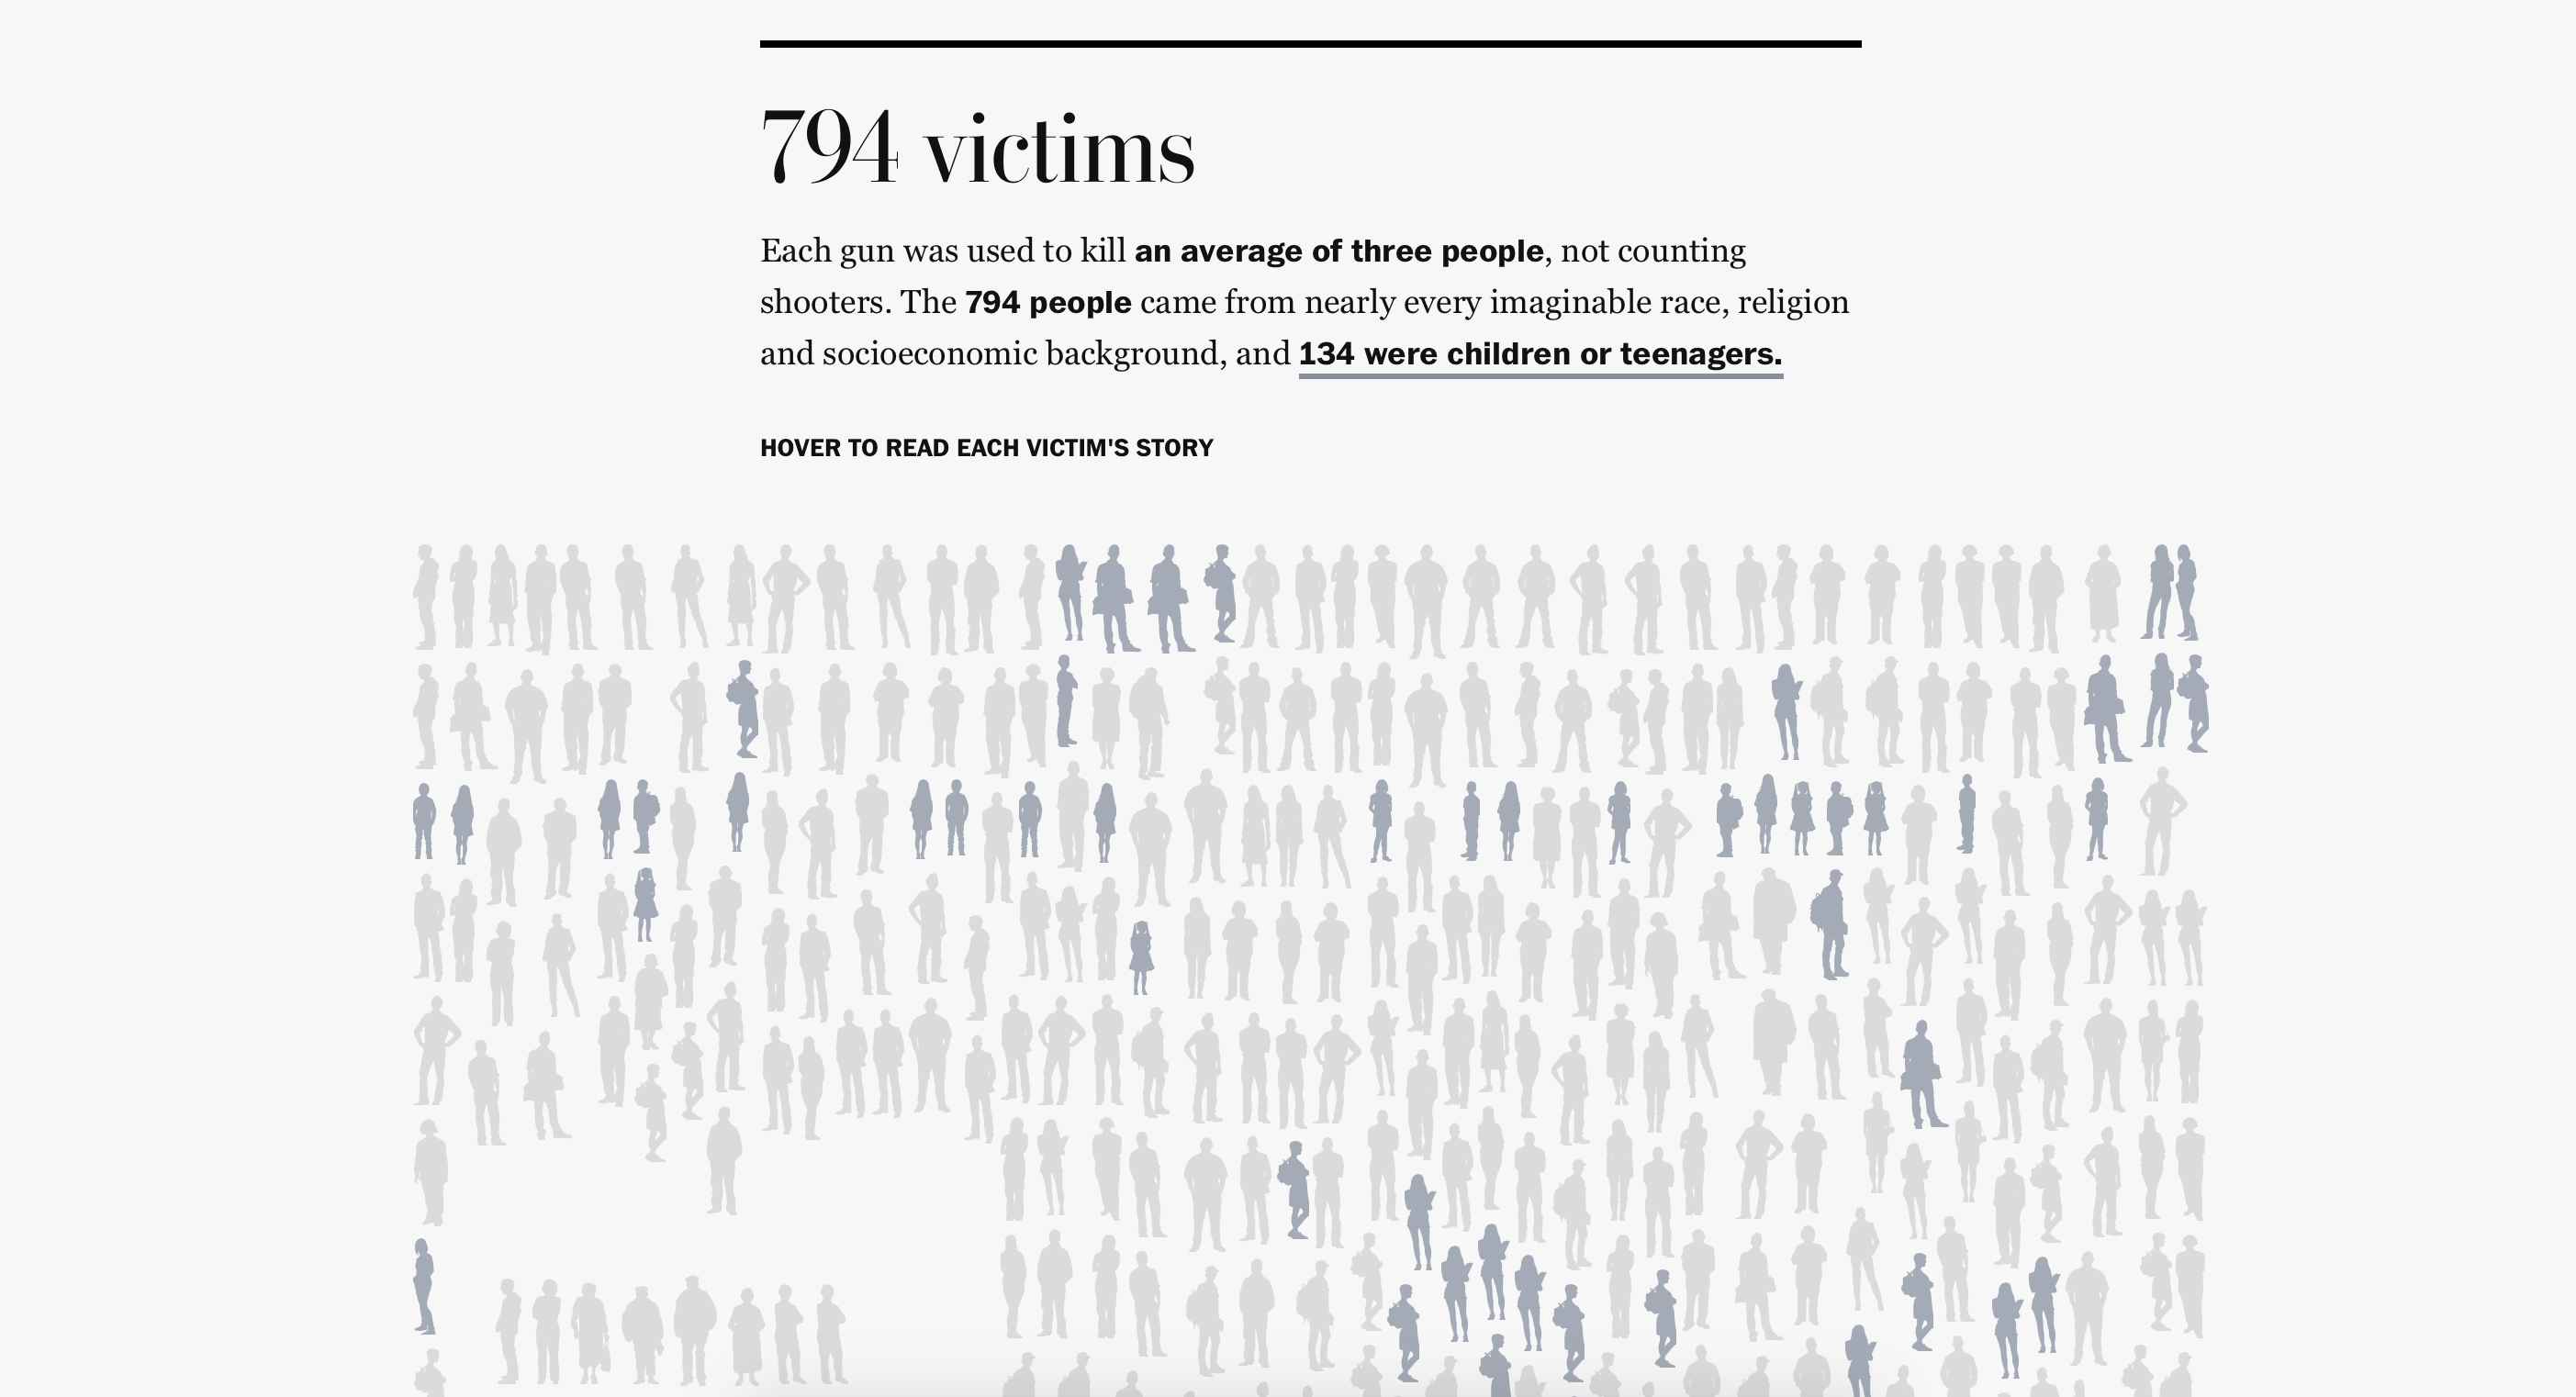 794 victims
Each gun was used to kill an average of three people, not counting
shooters. The 794 people came from nearly every imaginable race, religion
and socioeconomic background, and 134 were children or teenagers.
HOVER TO READ EACH VICTIM'S STORY